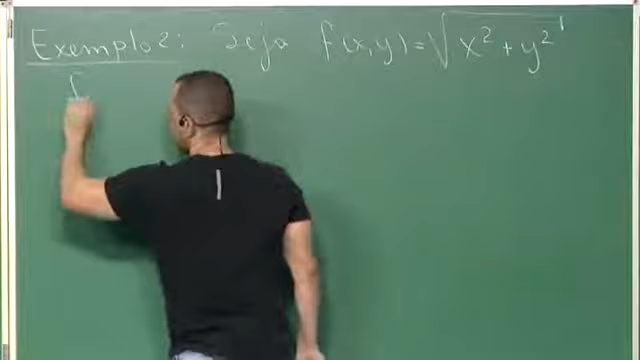 Exemplo 2: Seja f(x,y) = √(x² + y²)